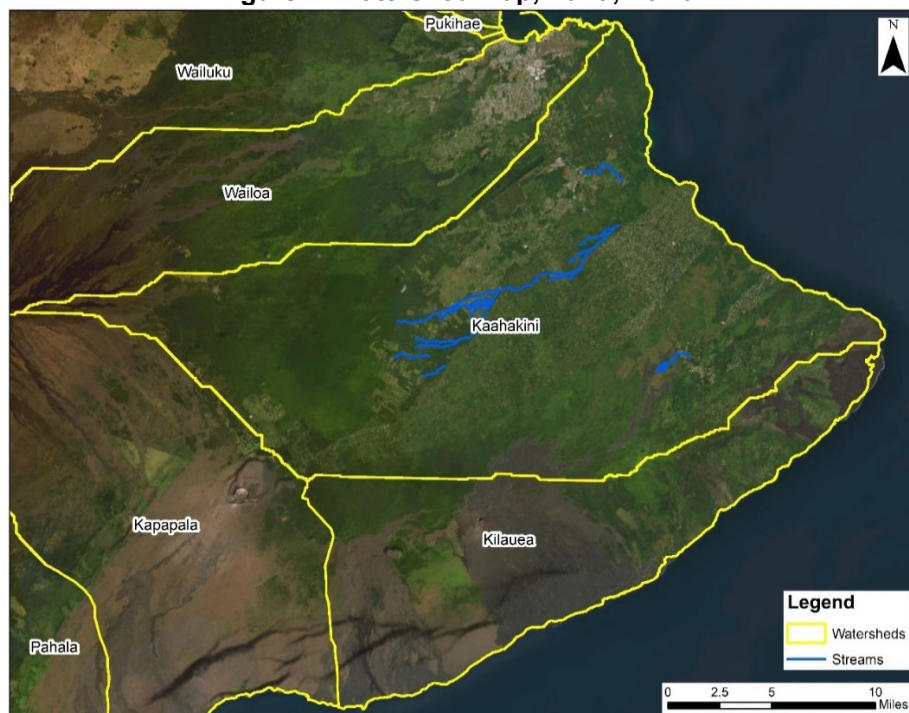 Pukihae
Wailuku
N
Wailoa
Kaahakini
Kapapala
Kilauea
Pahala
Legend
Watersheds
Streams
0 2.5 5 10
Miles